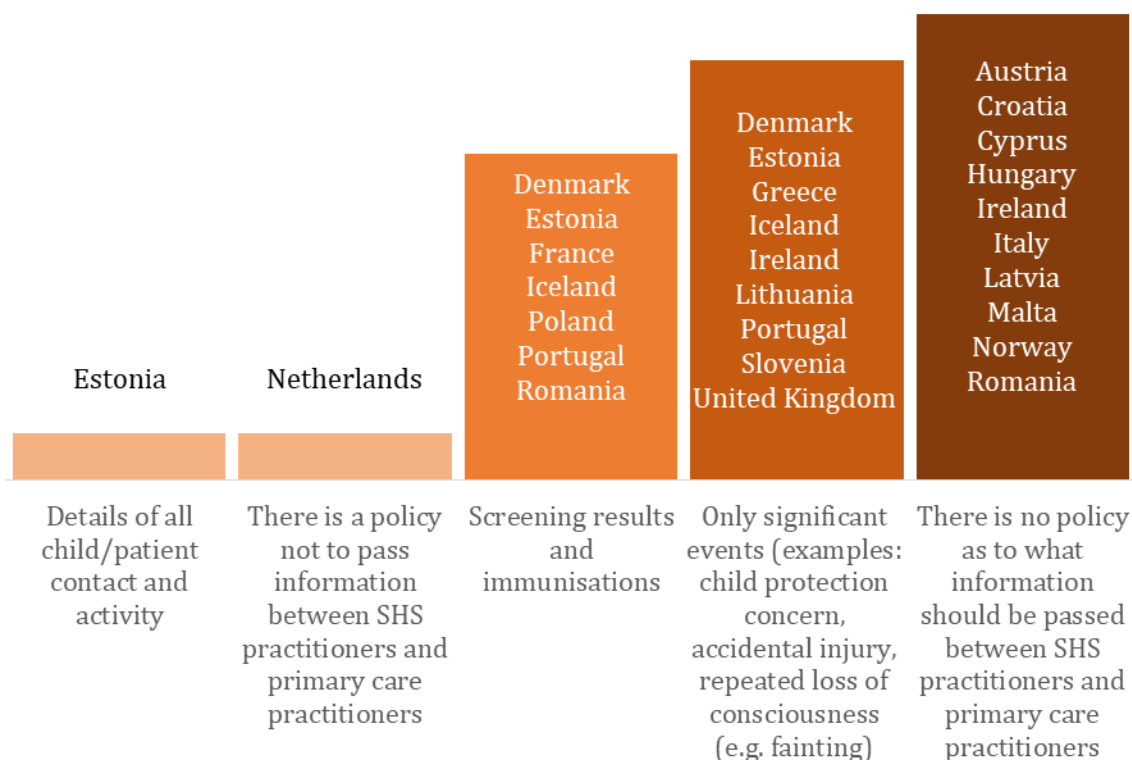 Estonia
Details of all
child/patient
contact and
activity
Netherlands
There is a policy
not to pass
information
between SHS
practitioners and
primary care
practitioners
Denmark
Estonia
France
Iceland
Poland
Portugal
Romania
Screening results
and
immunisations
Denmark
Estonia
Greece
Iceland
Ireland
Lithuania
Portugal
Slovenia
United Kingdom
Only significant
events (examples:
child protection
concern,
accidental injury,
repeated loss of
consciousness
(e.g. fainting)
Austria
Croatia
Cyprus
Hungary
Ireland
Italy
Latvia
Malta
Norway
Romania
There is no policy
as to what
information
should be passed
between SHS
practitioners and
primary care
practitioners